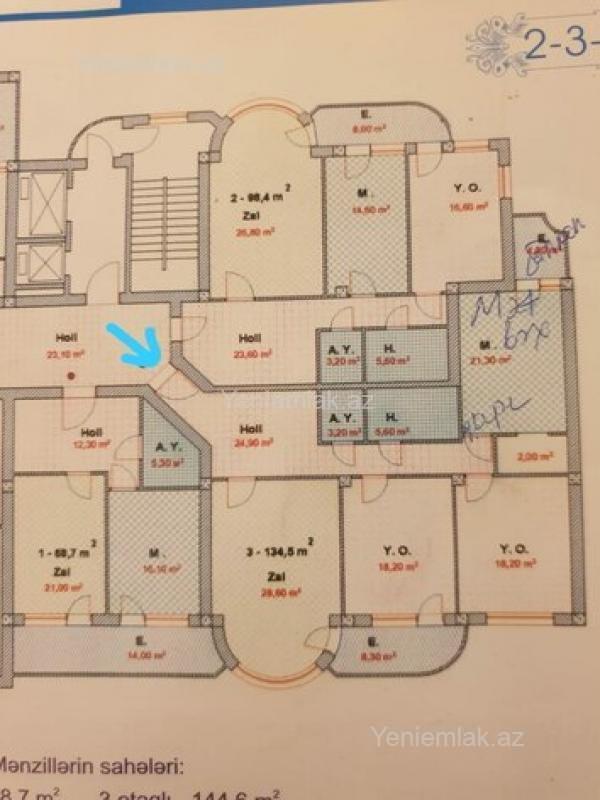 2-3-
E.
8,00 m²
2 - 98,4 m²
Zal
26,80 m²
M.
14,50 m²
Y. O.
16,60 m²
E.
Holl
23,10 m²
Holl
23,60 m²
A. Y.
3,20 m²
H.
5,60 m²
M.
21,30 m²
A. Y.
3,20 m²
H.
5,60 m²
Holl
12,30 m²
A. Y.
5,30 m²
Holl
24,90 m²
2,00 m²
1 - 68,7 m²
Zal
21,00 m²
M.
16,10 m²
3 - 134,5 m²
Zal
28,60 m²
Y. O.
18,20 m²
Y. O.
18,20 m²
E.
14,00 m²
E.
8,30 m²
Yeniemlak.az
Yeniemlak.az
Mənzillərin sahələri:
8,7 m²
3 otaqlı - 144,6 m²